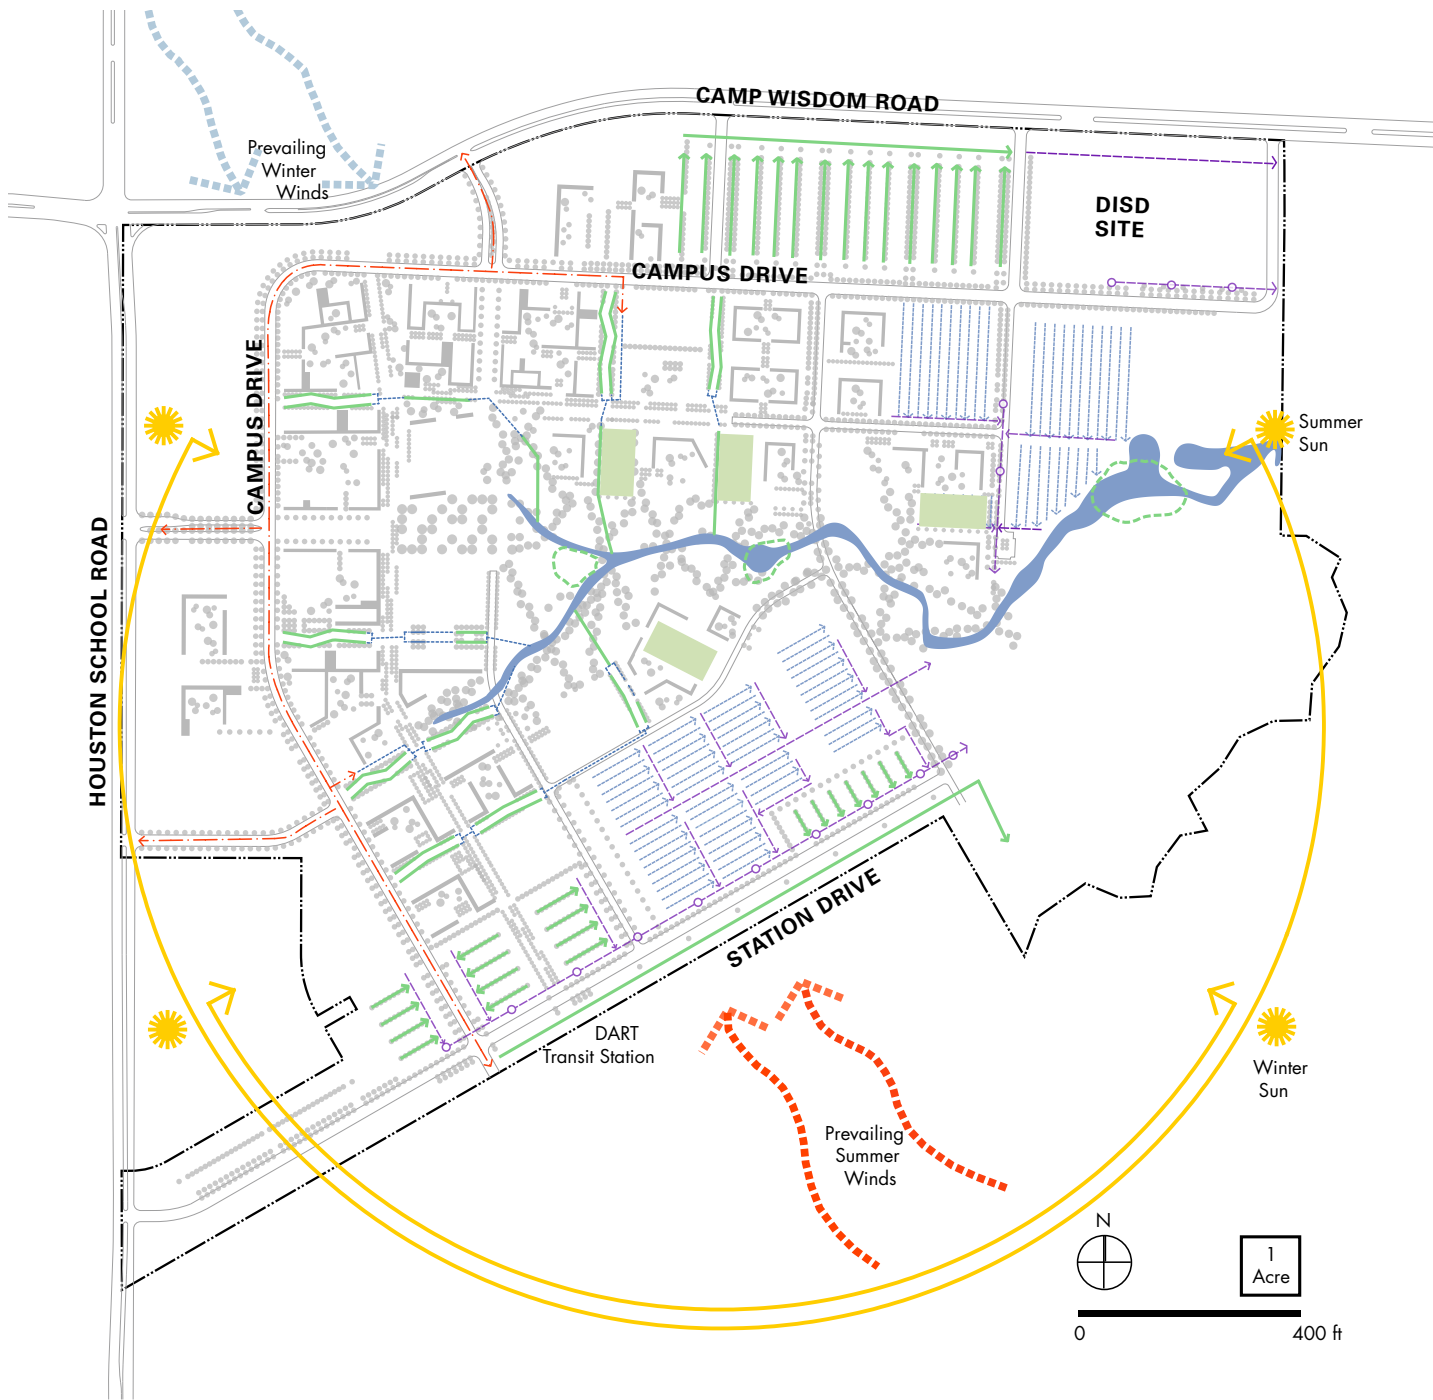 CAMP WISDOM ROAD
Prevailing
Winter
Winds
DISD
SITE
CAMPUS DRIVE
CAMPUS DRIVE
Summer
Sun
HOUSTON SCHOOL ROAD
STATION DRIVE
DART
Transit Station
Winter
Sun
Prevailing
Summer
Winds
N
1
Acre
0
400 ft